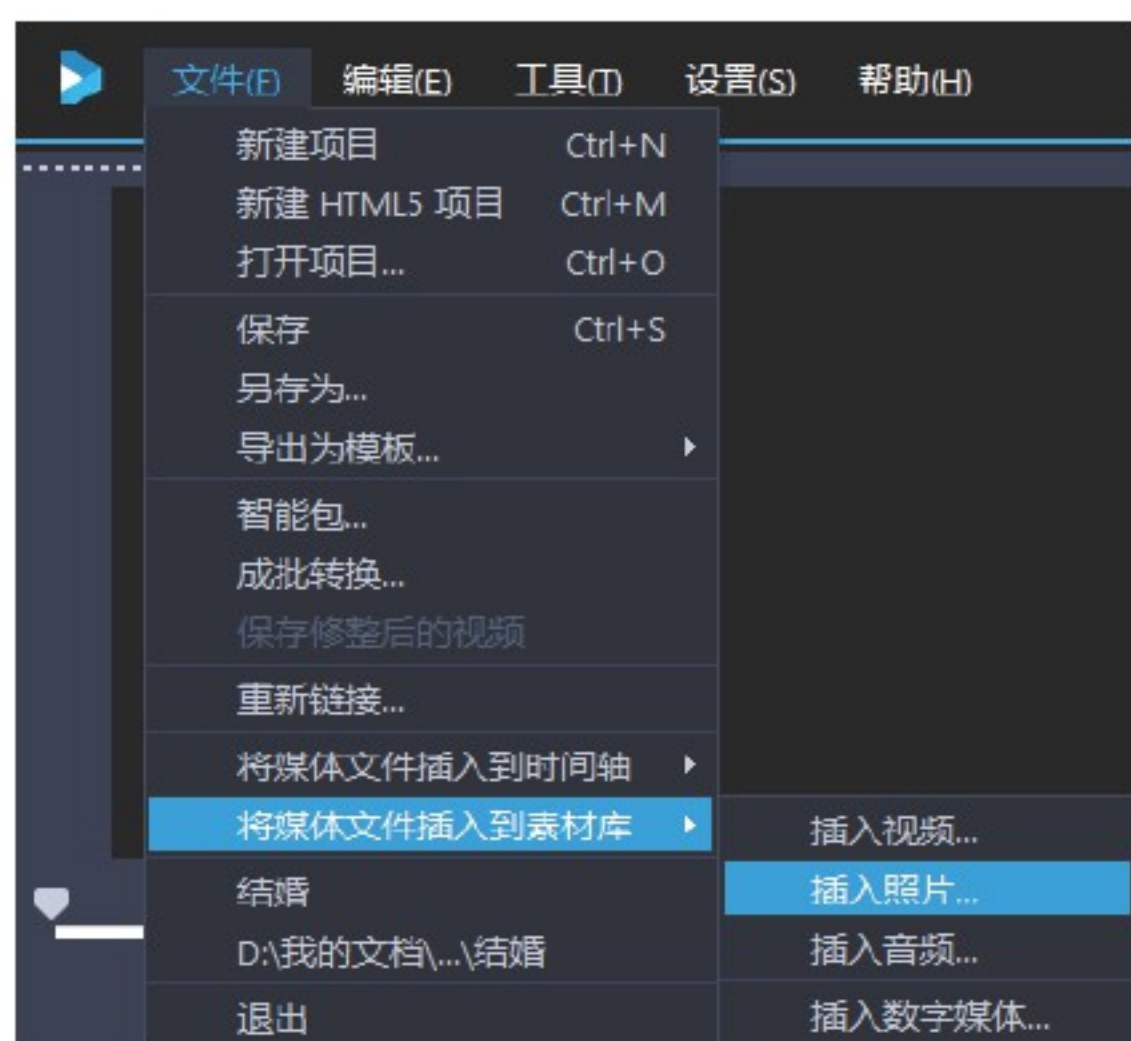 文件(F) 编辑(E) 工具(T) 设置(S) 帮助(H)
新建项目 Ctrl+N
新建 HTML5 项目 Ctrl+M
打开项目... Ctrl+O
保存 Ctrl+S
另存为...
导出为模板...
智能包...
成批转换...
保存修整后的视频
重新链接...
将媒体文件插入到时间轴
将媒体文件插入到素材库
插入视频...
插入照片...
插入音频...
插入数字媒体...
结婚
D:\我的文档\...\结婚
退出